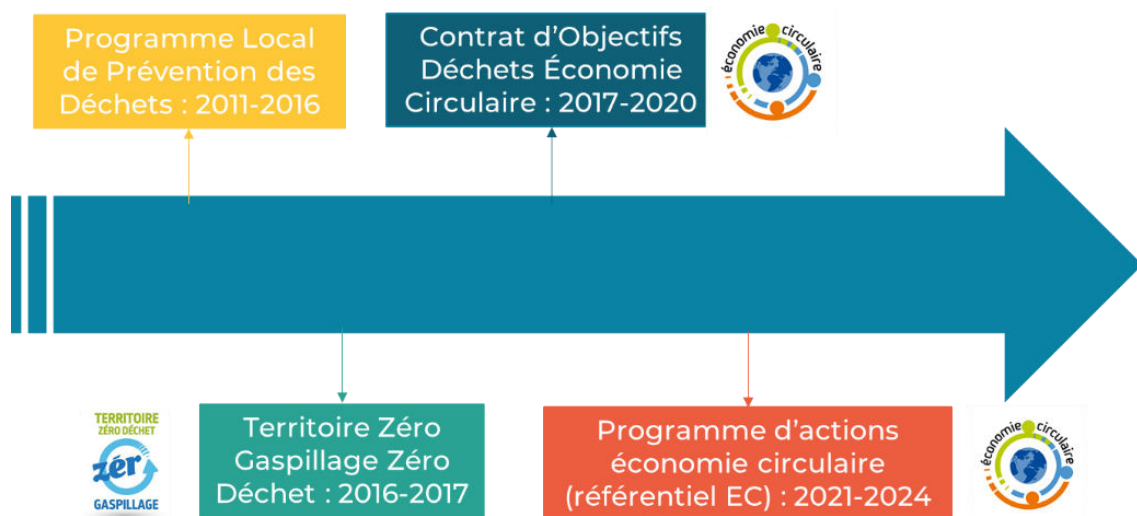 Programme Local
de Prévention des
Déchets : 2011-2016
Contrat d'Objectifs
Déchets Économie
Circulaire : 2017-2020
économie circulaire
TERRITOIRE
ZÉRO DÉCHET
zéro
GASPILLAGE
Territoire Zéro
Gaspillage Zéro
Déchet : 2016-2017
Programme d'actions
économie circulaire
(référentiel EC) : 2021-2024
économie circulaire